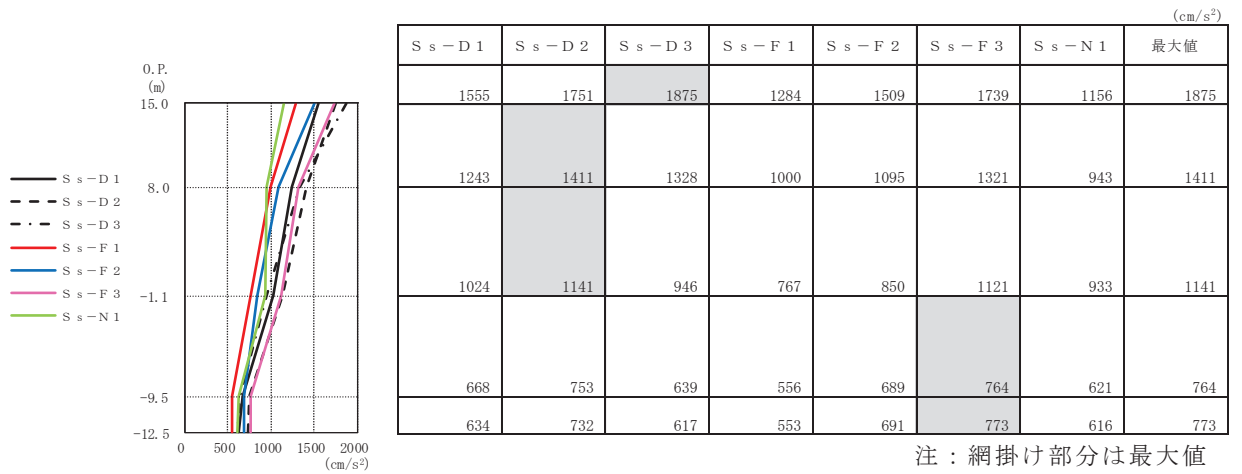 (cm/s²)
Ss-D1 Ss-D2 Ss-D3 Ss-F1 Ss-F2 Ss-F3 Ss-N1 最大値
1555 1751 1875 1284 1509 1739 1156 1875
1243 1411 1328 1000 1095 1321 943 1411
1024 1141 946 767 850 1121 933 1141
668 753 639 556 689 764 621 764
634 732 617 553 691 773 616 773
注：網掛け部分は最大値
O.P.
(m)
15.0
8.0
-1.1
-9.5
-12.5
0 500 1000 1500 2000
(cm/s²)
Ss-D1
Ss-D2
Ss-D3
Ss-F1
Ss-F2
Ss-F3
Ss-N1